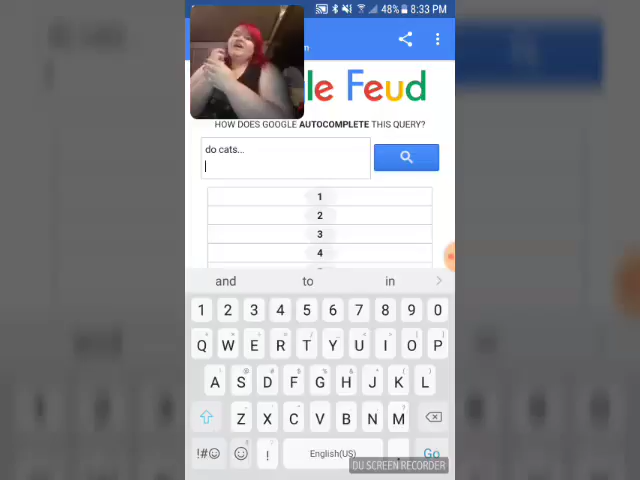 48% 8:33 PM
n
le Feud
HOW DOES GOOGLE AUTOCOMPLETE THIS QUERY?
do cats...
1
2
3
4
and to in
1 2 3 4 5 6 7 8 9 0
Q W E R T Y U I O P
A S D F G H J K L
Z X C V B N M
!#☺ ! English(US) , Go
DU SCREEN RECORDER